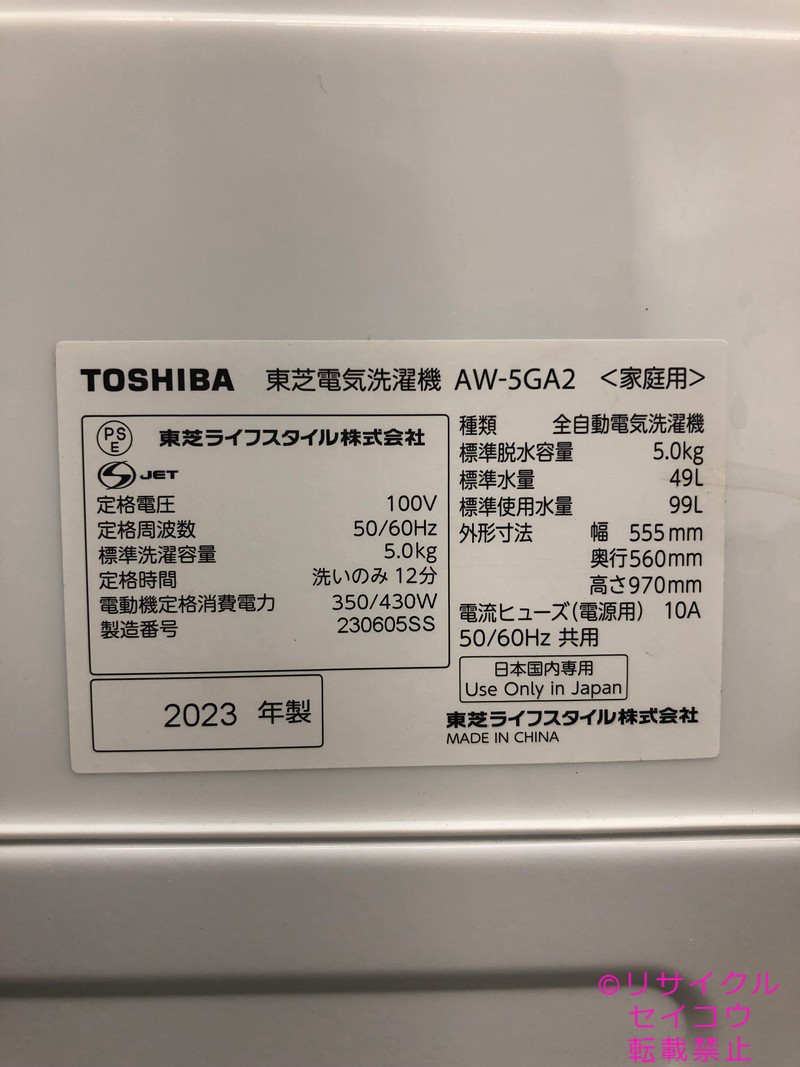 TOSHIBA 東芝電気洗濯機 AW-5GA2 <家庭用>
PSE 東芝ライフスタイル株式会社
S JET
定格電圧 100V
定格周波数 50/60Hz
標準洗濯容量 5.0kg
定格時間 洗いのみ 12分
電動機定格消費電力 350/430W
製造番号 230605SS
2023 年製
種類 全自動電気洗濯機
標準脱水容量 5.0kg
標準水量 49L
標準使用水量 99L
外形寸法 幅 555mm
奥行560mm
高さ970mm
電流ヒューズ(電源用) 10A
50/60Hz 共用
日本国内専用
Use Only in Japan
東芝ライフスタイル株式会社
MADE IN CHINA
©リサイクル
セイコウ
転載禁止